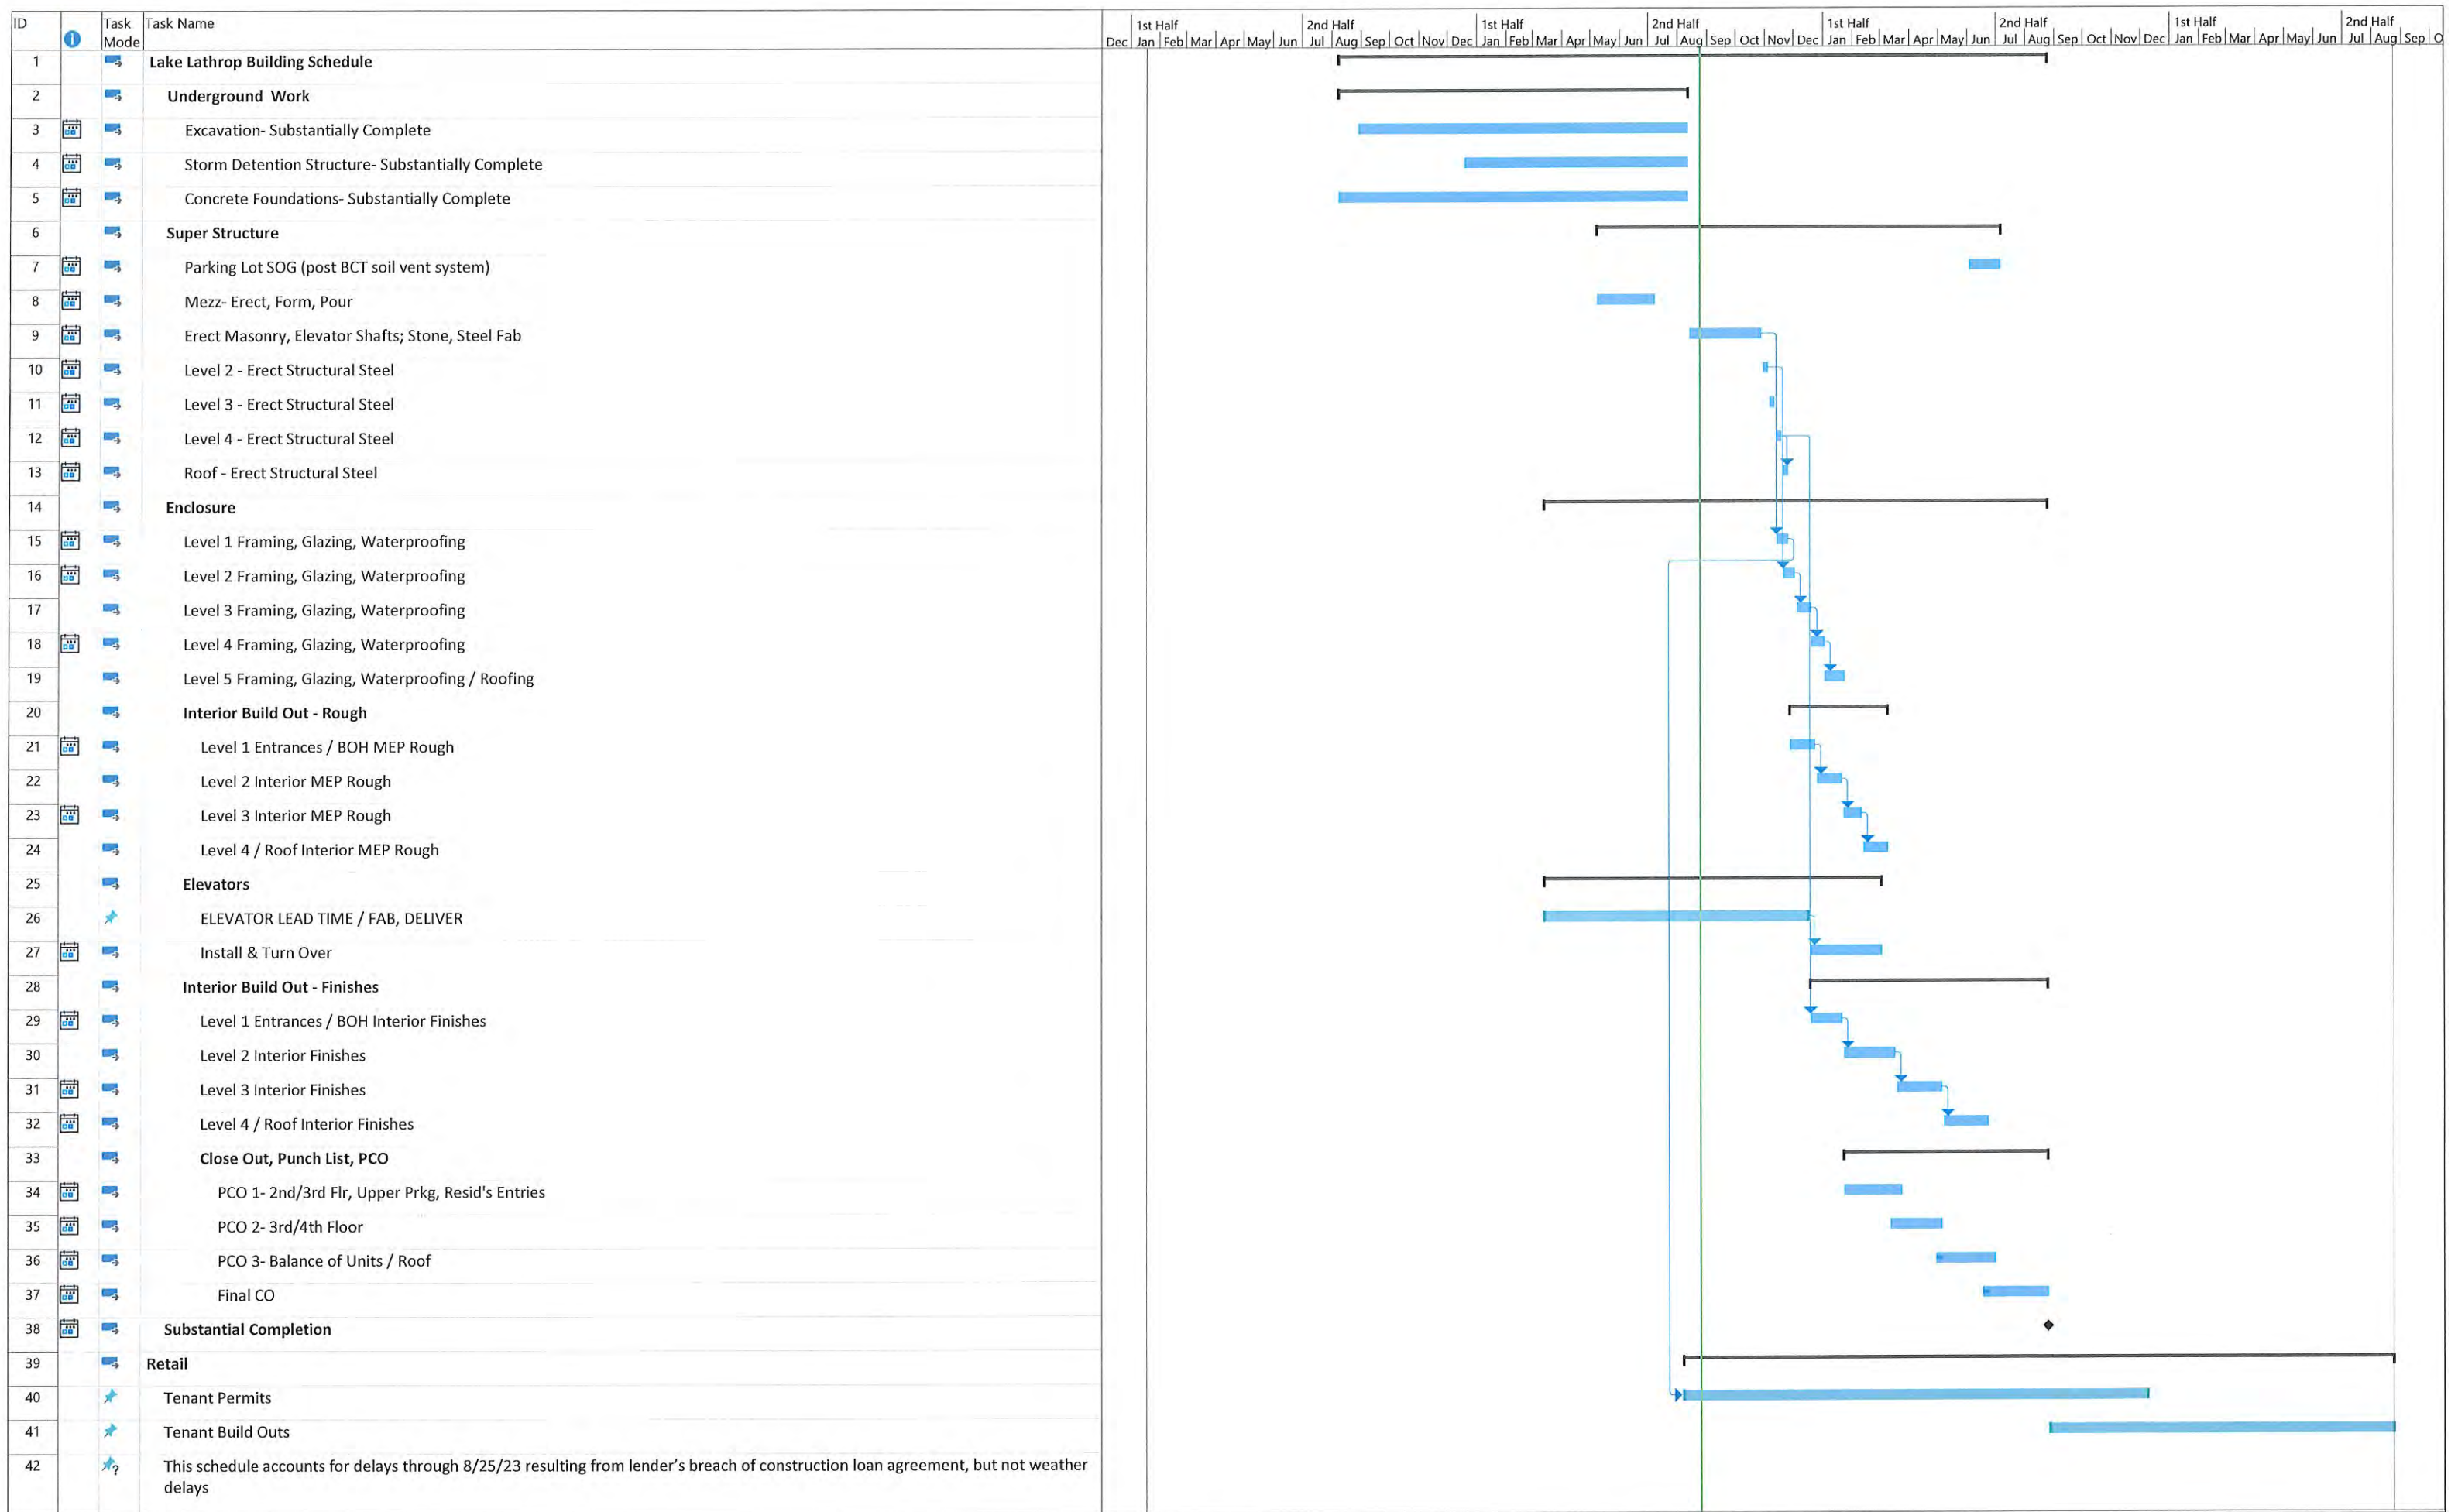 ID Task Mode Task Name
1st Half 2nd Half 1st Half 2nd Half 1st Half 2nd Half 1st Half 2nd Half
Dec Jan Feb Mar Apr May Jun Jul Aug Sep Oct Nov Dec Jan Feb Mar Apr May Jun Jul Aug Sep Oct Nov Dec Jan Feb Mar Apr May Jun Jul Aug Sep Oct Nov Dec Jan Feb Mar Apr May Jun Jul Aug Sep O
1 Lake Lathrop Building Schedule
2 Underground Work
3 Excavation- Substantially Complete
4 Storm Detention Structure- Substantially Complete
5 Concrete Foundations- Substantially Complete
6 Super Structure
7 Parking Lot SOG (post BCT soil vent system)
8 Mezz- Erect, Form, Pour
9 Erect Masonry, Elevator Shafts; Stone, Steel Fab
10 Level 2 - Erect Structural Steel
11 Level 3 - Erect Structural Steel
12 Level 4 - Erect Structural Steel
13 Roof - Erect Structural Steel
14 Enclosure
15 Level 1 Framing, Glazing, Waterproofing
16 Level 2 Framing, Glazing, Waterproofing
17 Level 3 Framing, Glazing, Waterproofing
18 Level 4 Framing, Glazing, Waterproofing
19 Level 5 Framing, Glazing, Waterproofing / Roofing
20 Interior Build Out - Rough
21 Level 1 Entrances / BOH MEP Rough
22 Level 2 Interior MEP Rough
23 Level 3 Interior MEP Rough
24 Level 4 / Roof Interior MEP Rough
25 Elevators
26 ELEVATOR LEAD TIME / FAB, DELIVER
27 Install & Turn Over
28 Interior Build Out - Finishes
29 Level 1 Entrances / BOH Interior Finishes
30 Level 2 Interior Finishes
31 Level 3 Interior Finishes
32 Level 4 / Roof Interior Finishes
33 Close Out, Punch List, PCO
34 PCO 1- 2nd/3rd Flr, Upper Prkg, Resid's Entries
35 PCO 2- 3rd/4th Floor
36 PCO 3- Balance of Units / Roof
37 Final CO
38 Substantial Completion
39 Retail
40 Tenant Permits
41 Tenant Build Outs
42 This schedule accounts for delays through 8/25/23 resulting from lender's breach of construction loan agreement, but not weather
delays